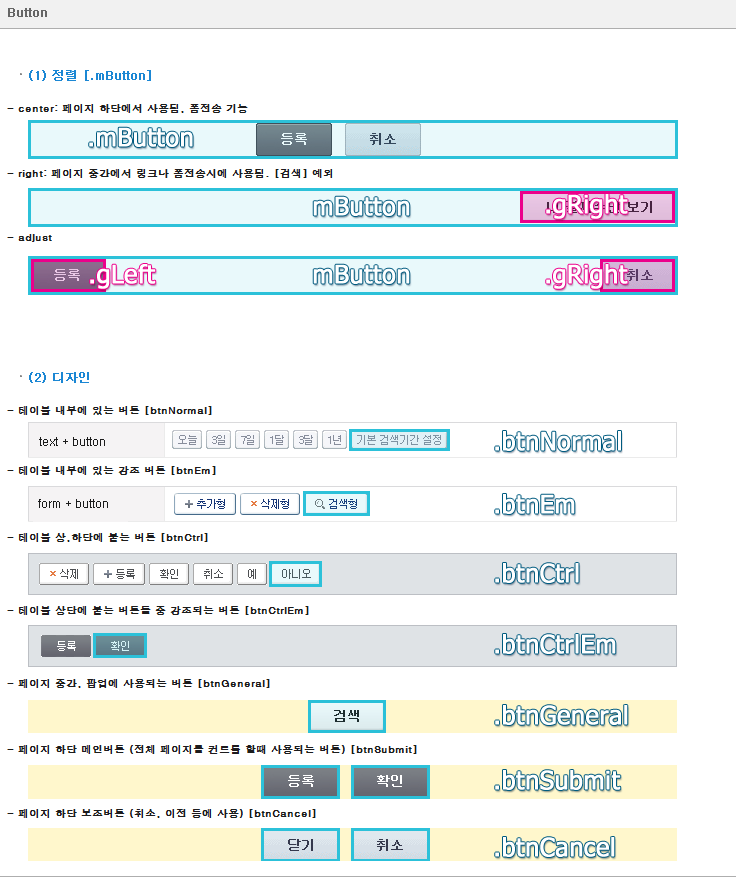 Button
· (1) 정렬 [.mButton]
- center: 페이지 하단에서 사용됨. 폼전송 기능
.mButton 등록 취소
- right: 페이지 중간에서 링크나 폼전송시에 사용됨. [검색] 예외
mButton .gRight 보기
- adjust
등록 .gLeft mButton .gRight 취소
· (2) 디자인
- 테이블 내부에 있는 버튼 [btnNormal]
text + button 오늘 3일 7일 1달 3달 1년 기본 검색기간 설정 .btnNormal
- 테이블 내부에 있는 강조 버튼 [btnEm]
form + button + 추가형 × 삭제형 검색형 .btnEm
- 테이블 상,하단에 붙는 버튼 [btnCtrl]
× 삭제 + 등록 확인 취소 예 아니오 .btnCtrl
- 테이블 상단에 붙는 버튼들 중 강조되는 버튼 [btnCtrlEm]
등록 확인 .btnCtrlEm
- 페이지 중간, 팝업에 사용되는 버튼 [btnGeneral]
검색 .btnGeneral
- 페이지 하단 메인버튼 (전체 페이지를 컨트롤 할때 사용되는 버튼) [btnSubmit]
등록 확인 .btnSubmit
- 페이지 하단 보조버튼 (취소, 이전 등에 사용) [btnCancel]
닫기 취소 .btnCancel